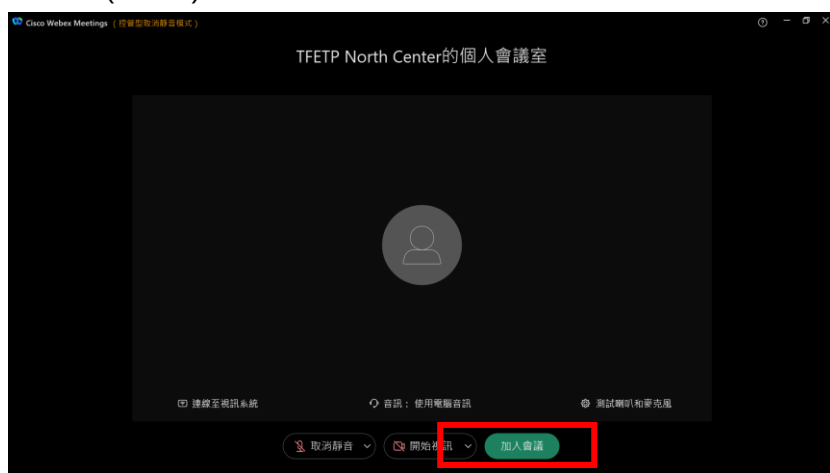 Cisco Webex Meetings (控管型取消靜音模式)
TFETP North Center的個人會議室
連線至視訊系統
音訊：使用電腦音訊
測試喇叭和麥克風
取消靜音
開始視訊
加入會議